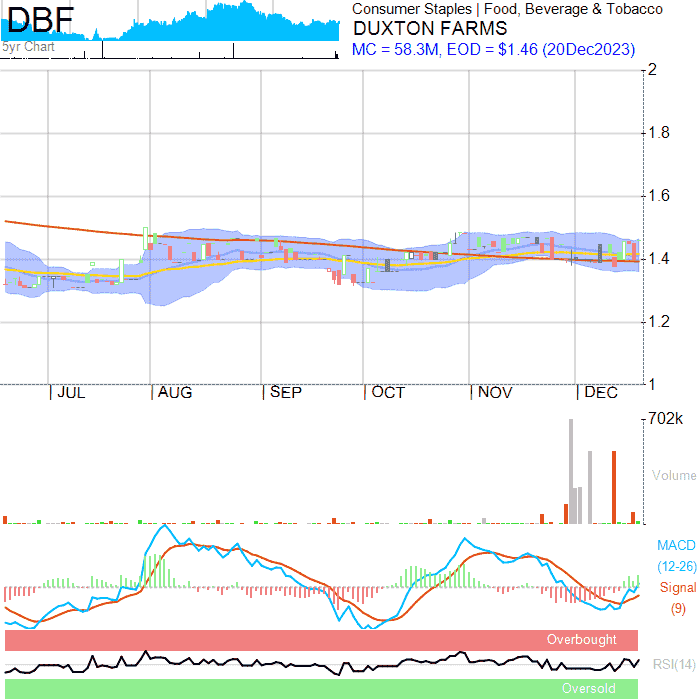 DBF
Consumer Staples | Food, Beverage & Tobacco
DUXTON FARMS
5yr Chart
MC = 58.3M, EOD = $1.46 (20Dec2023)
2
1.8
1.6
1.4
1.2
1
JUL AUG SEP OCT NOV DEC
702k
Volume
MACD
(12-26)
Signal
(9)
Overbought
RSI(14)
Oversold